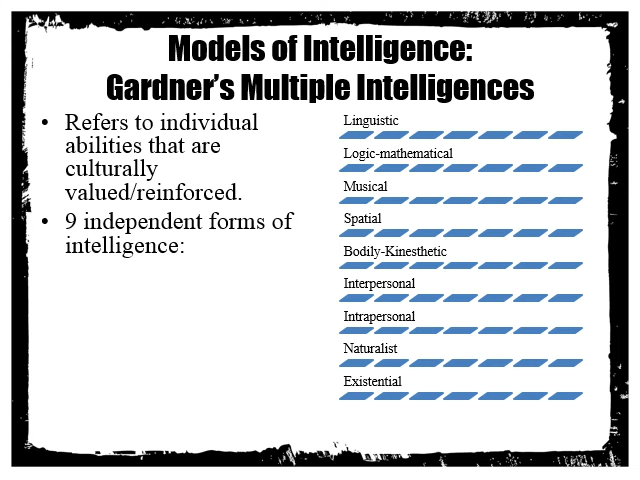 Models of Intelligence:
Gardner’s Multiple Intelligences
• Refers to individual
abilities that are
culturally
valued/reinforced.
• 9 independent forms of
intelligence:
Linguistic
Logic-mathematical
Musical
Spatial
Bodily-Kinesthetic
Interpersonal
Intrapersonal
Naturalist
Existential